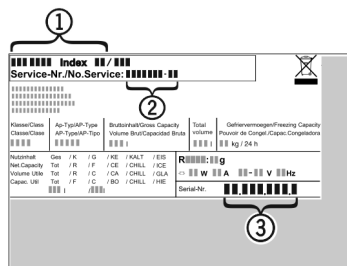 1
Index /
Service-Nr./No.Service: -
2
Klasse/Class Ap-Typ/AP-Type Bruttoinhalt/Gross Capacity Total Gefriervermoegen/Freezing Capacity
Classe/Class AP-Type/AP-Tipo Volume Brut/Capacidad Bruta volume Pouvoir de Congel./Capac.Congeladora
l l kg / 24 h
Nutzinhalt Ges / K / G / KE / KALT / EIS
Net.Capacity Tot / R / F / CE / CHILL / ICE
Volume Utile Tot / R / C / CA / CHILL / GLA
Capac. Util Tot / F / C / BO / CHILL / HIE
l / l
R : g
W A - V Hz
Serial-Nr. . . .
3